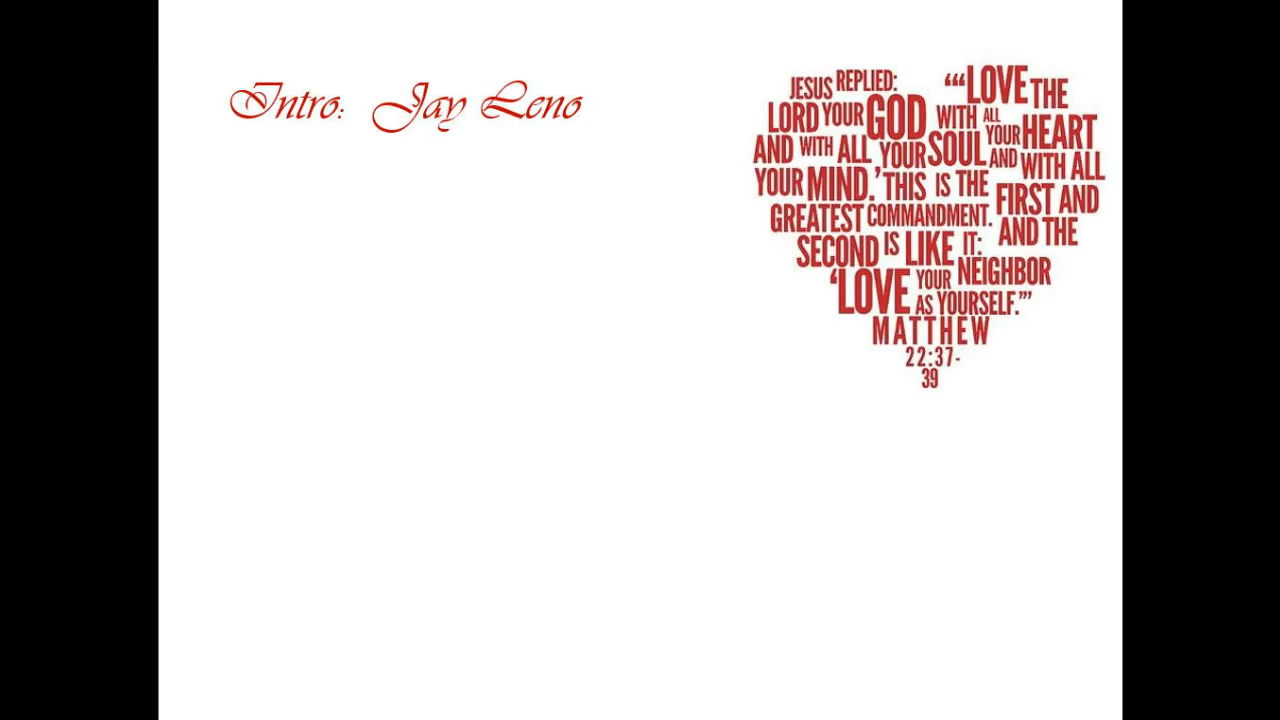 Intro: Jay Leno
JESUS REPLIED: “‘LOVE THE
LORD YOUR GOD WITH ALL YOUR HEART
AND WITH ALL YOUR SOUL AND WITH ALL
YOUR MIND.’ THIS IS THE FIRST AND
GREATEST COMMANDMENT. AND THE
SECOND IS LIKE IT:
‘LOVE YOUR NEIGHBOR
AS YOURSELF.’”
MATTHEW
22:37-
39